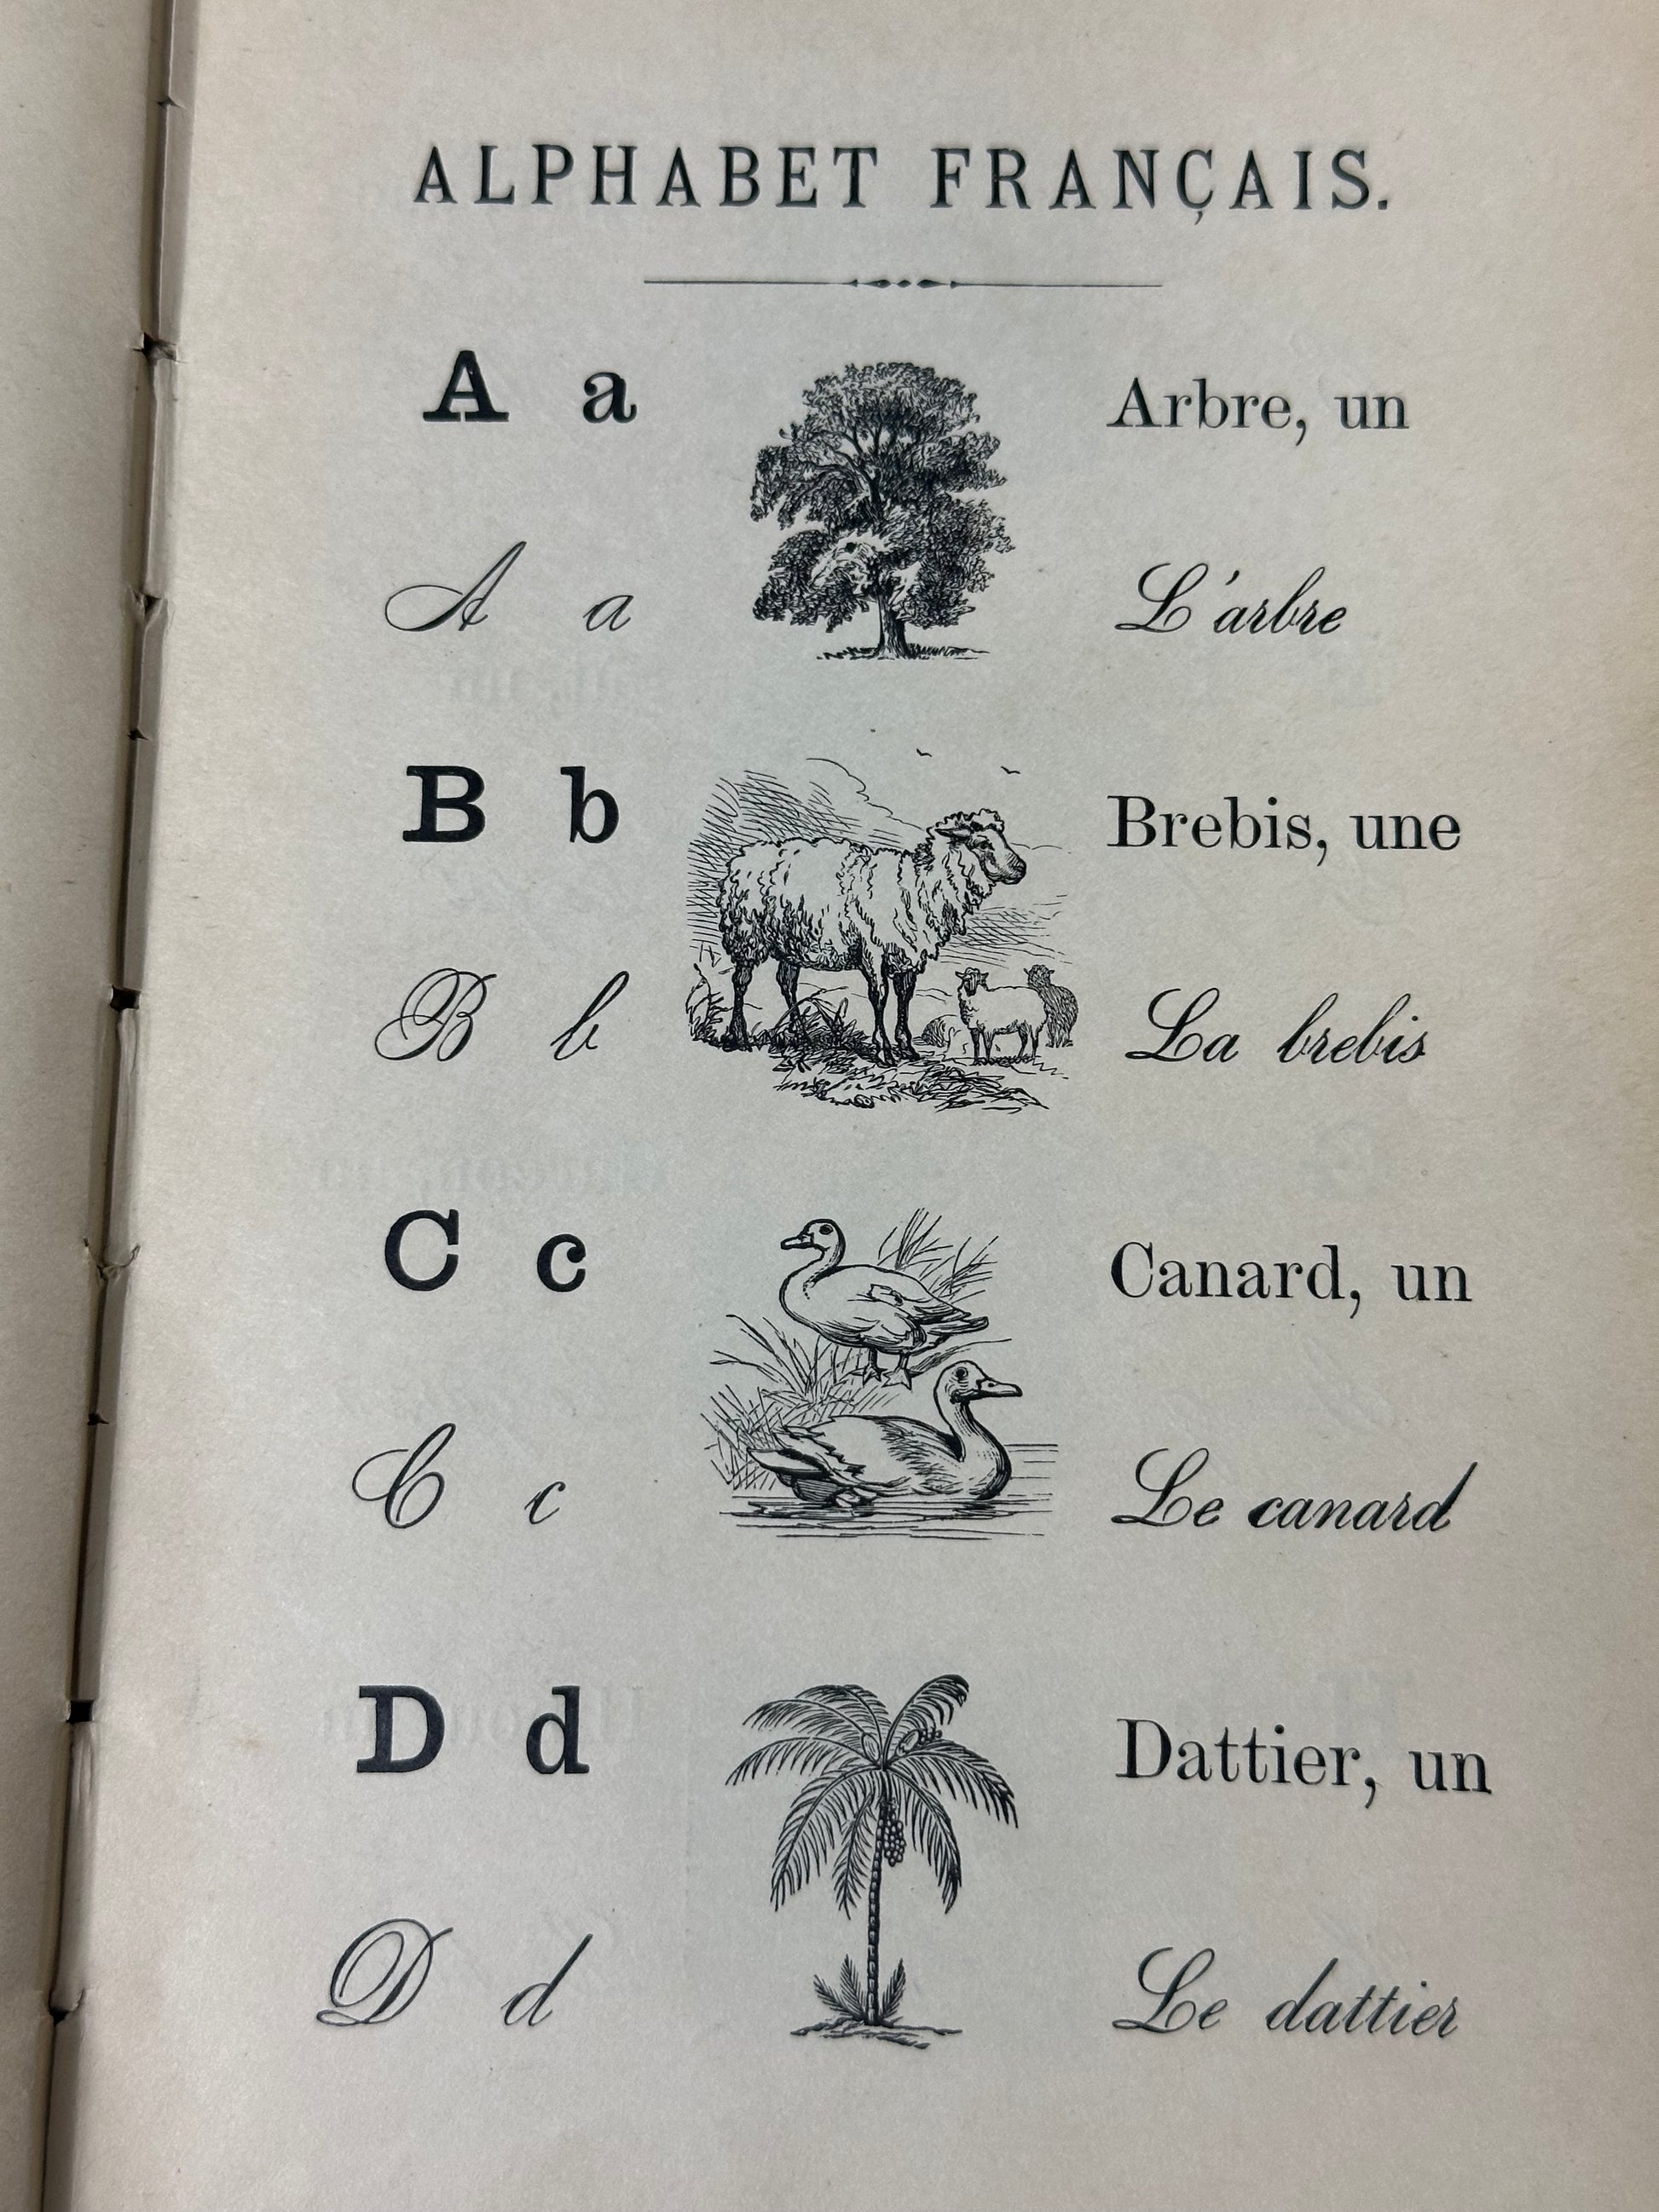 ALPHABET FRANÇAIS.
A a Arbre, un
A a L'arbre
B b Brebis, une
B b La brebis
C c Canard, un
C c Le canard
D d Dattier, un
D d Le dattier